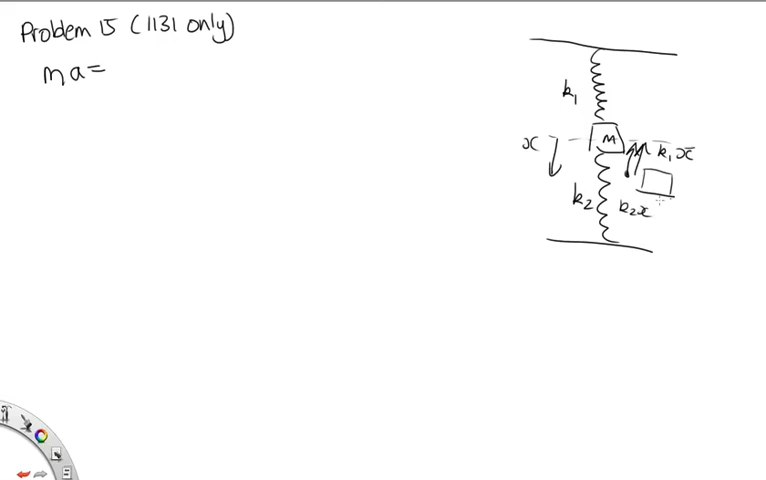 Problem 15 (1131 only)
ma=
k₁
x
M
k₁x
k₂
k₂x